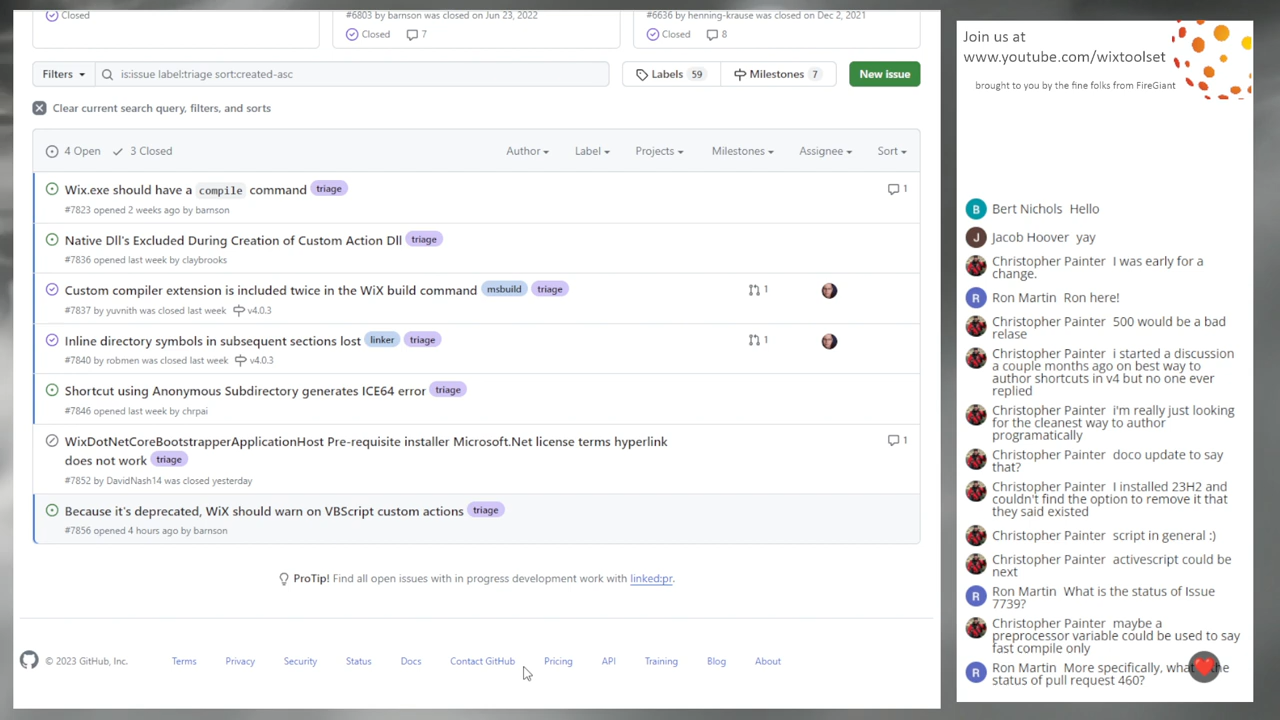 Closed
#6803 by barnson was closed on Jun 23, 2022
Closed 7
#6636 by henning-krause was closed on Dec 2, 2021
Closed 8
Filters
is:issue label:triage sort:created-asc
Labels 59
Milestones 7
New issue
Clear current search query, filters, and sorts
4 Open 3 Closed
Author Label Projects Milestones Assignee Sort
Wix.exe should have a compile command triage 1
#7823 opened 2 weeks ago by barnson
Native Dll's Excluded During Creation of Custom Action Dll triage
#7836 opened last week by claybrooks
Custom compiler extension is included twice in the WiX build command msbuild triage 1
#7837 by yuvnith was closed last week v4.0.3
Inline directory symbols in subsequent sections lost linker triage 1
#7840 by robmen was closed last week v4.0.3
Shortcut using Anonymous Subdirectory generates ICE64 error triage
#7846 opened last week by chrpai
WixDotNetCoreBootstrapperApplicationHost Pre-requisite installer Microsoft.Net license terms hyperlink 1
does not work triage
#7852 by DavidNash14 was closed yesterday
Because it's deprecated, WiX should warn on VBScript custom actions triage
#7856 opened 4 hours ago by barnson
ProTip! Find all open issues with in progress development work with linked:pr.
© 2023 GitHub, Inc. Terms Privacy Security Status Docs Contact GitHub Pricing API Training Blog About
Join us at
www.youtube.com/wixtoolset
brought to you by the fine folks from FireGiant
B Bert Nichols Hello
J Jacob Hoover yay
Christopher Painter I was early for a
change.
R Ron Martin Ron here!
Christopher Painter 500 would be a bad
relase
Christopher Painter i started a discussion
a couple months ago on best way to
author shortcuts in v4 but no one ever
replied
Christopher Painter i'm really just looking
for the cleanest way to author
programatically
Christopher Painter doco update to say
that?
Christopher Painter I installed 23H2 and
couldn't find the option to remove it that
they said existed
Christopher Painter script in general :)
Christopher Painter activescript could be
next
R Ron Martin What is the status of Issue
7739?
Christopher Painter maybe a
preprocessor variable could be used to say
fast compile only
R Ron Martin More specifically, what the
status of pull request 460?